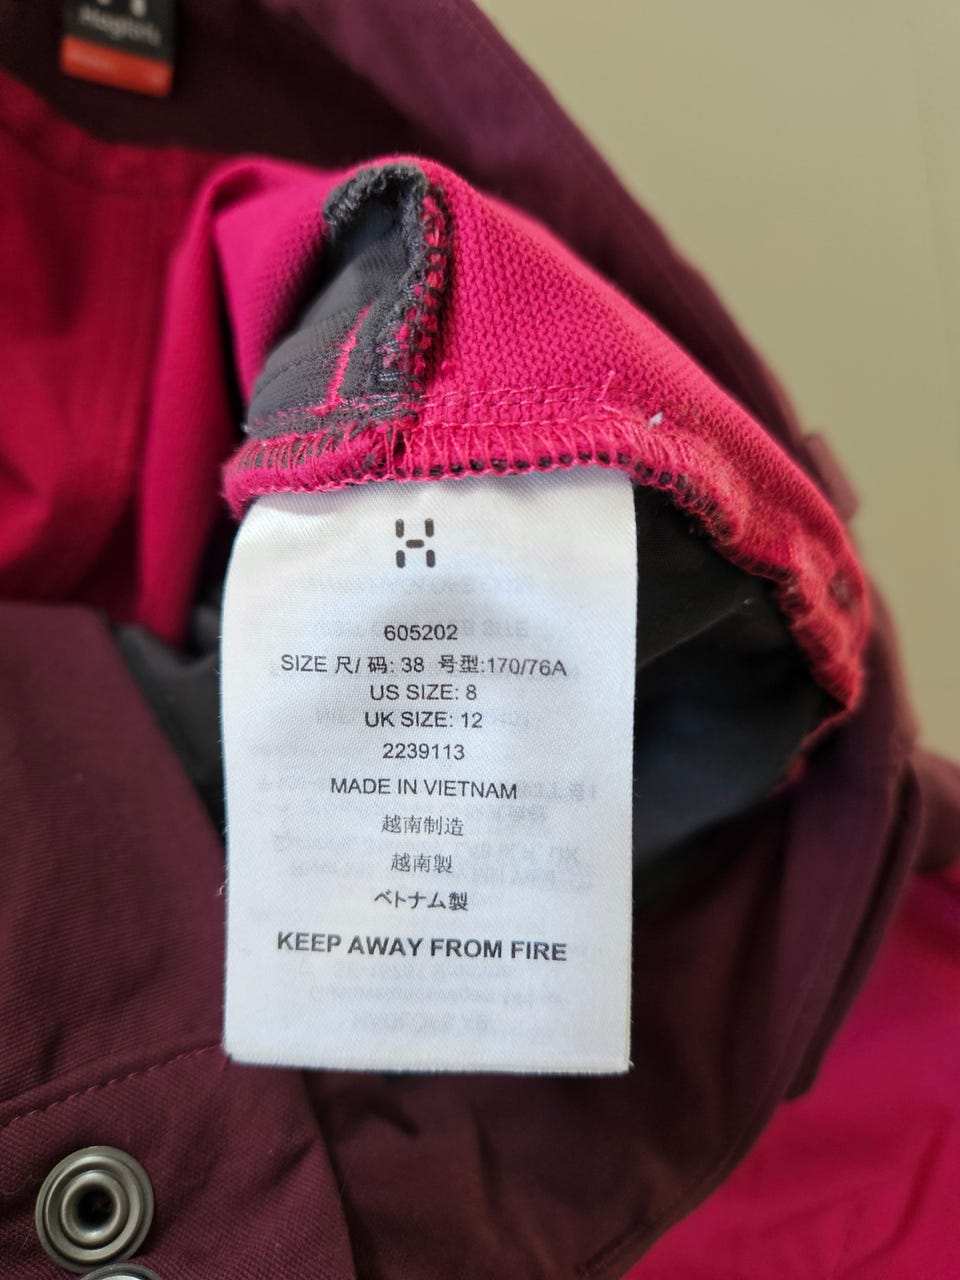 Haglöfs
605202
SIZE 尺/ 码: 38 号型:170/76A
US SIZE: 8
UK SIZE: 12
2239113
MADE IN VIETNAM
越南制造
越南製
ベトナム製
KEEP AWAY FROM FIRE